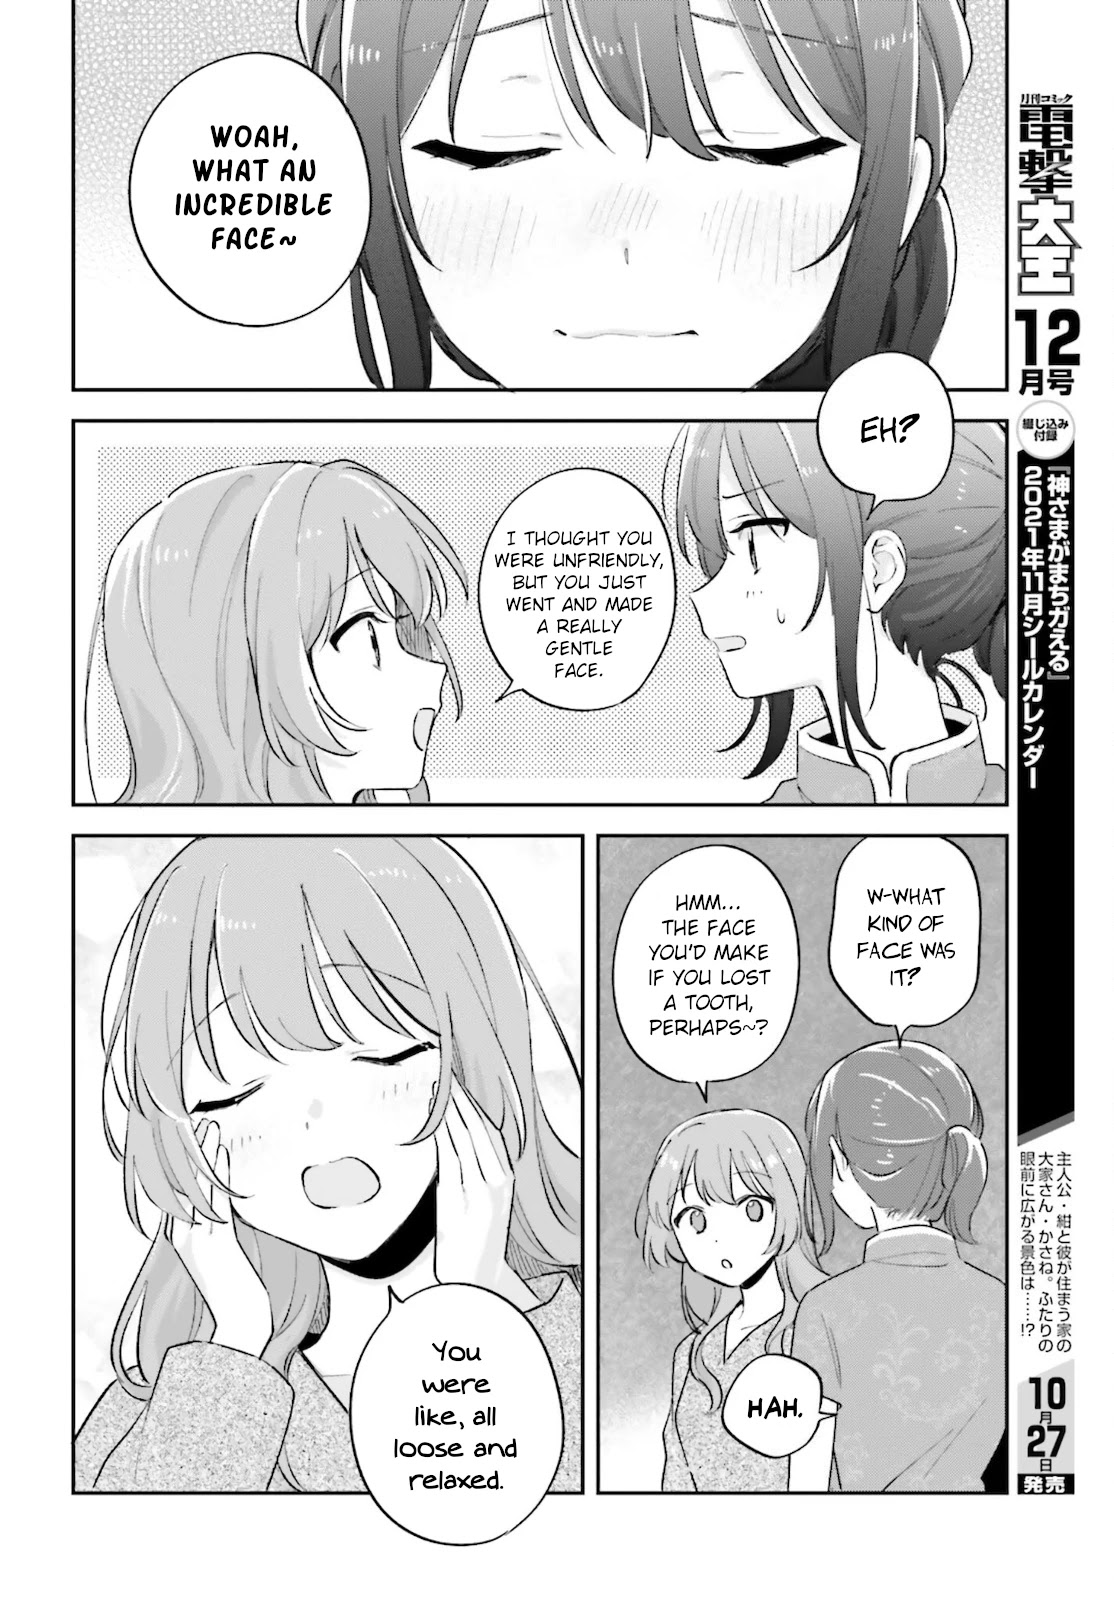 WOAH,
WHAT AN
INCREDIBLE
FACE~
EH?
I THOUGHT YOU
WERE UNFRIENDLY,
BUT YOU JUST
WENT AND MADE
A REALLY
GENTLE
FACE.
W-WHAT
KIND OF
FACE WAS
IT?
HMM...
THE FACE
YOU'D MAKE
IF YOU LOST
A TOOTH,
PERHAPS~?
HAH.
You
were
like, all
loose and
relaxed.
月刊コミック
電撃大王
12
月号
綴じ込み
付録
『神さまがまちガえる』
2021年11月シールカレンダー
主人公・紺と彼が住まう家の
大家さん・かさね。ふたりの
眼前に広がる景色は……!?
10
月
27
日
発売